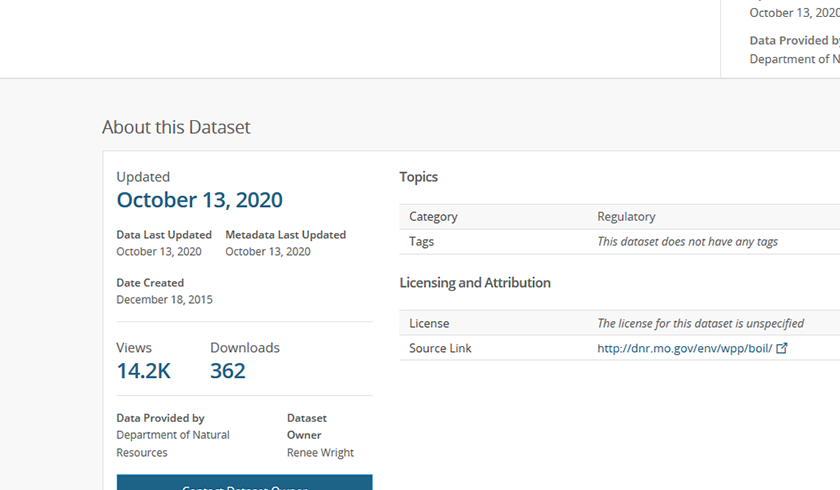 October 13, 2020
Data Provided by
Department of N
About this Dataset
Updated
October 13, 2020
Data Last Updated Metadata Last Updated
October 13, 2020 October 13, 2020
Date Created
December 18, 2015
Views Downloads
14.2K 362
Data Provided by
Department of Natural
Resources
Dataset
Owner
Renee Wright
Contact Dataset Owner
Topics
Category Regulatory
Tags This dataset does not have any tags
Licensing and Attribution
License The license for this dataset is unspecified
Source Link http://dnr.mo.gov/env/wpp/boil/